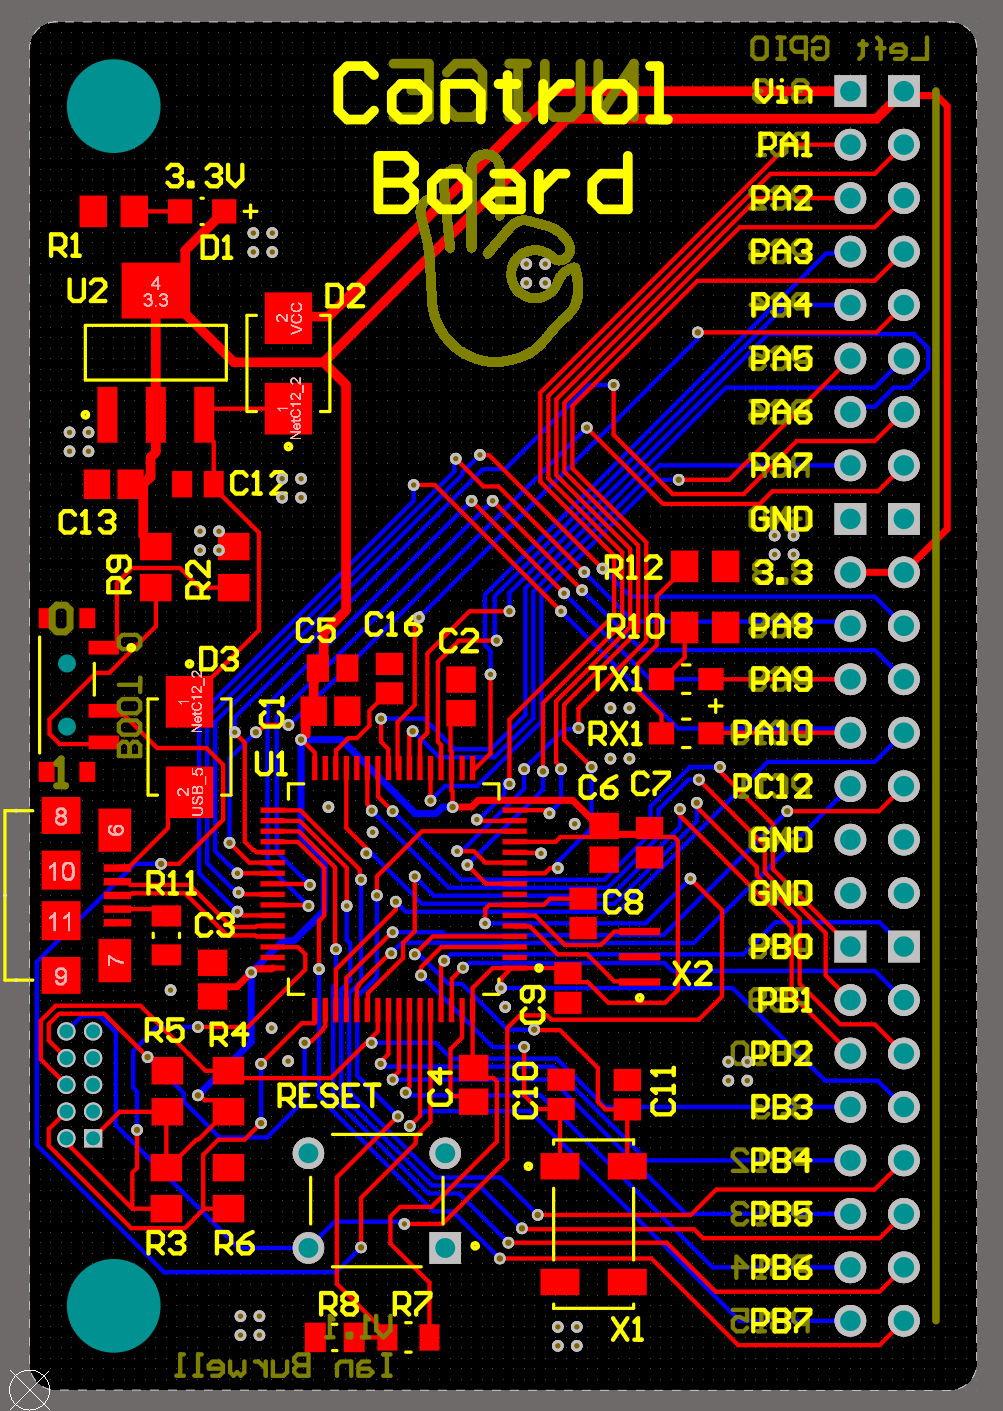 Left GPIO
Control
Board
Vin
PA1
3.3V
PA2
+
R1
D1
PA3
U2
4
3.3
D2
PA4
2
VCC
PA5
1
NetC12_2
PA6
PA7
C12
C13
GND
R9
R2
R12
3.3
0
C5
C16
C2
R10
PA8
BOOT
D3
1
NetC12_2
C1
TX1
PA9
+
RX1
PA10
1
U1
2
USB_5
C6
C7
PC12
8
6
GND
10
R11
GND
11
C3
C8
PB0
9
7
X2
C9
PB1
R5
R4
PB2
RESET
C4
C10
C11
PB3
PB4
PB5
R3
R6
PB6
R8
R7
V1.1
X1
PB7
Ian Burwell